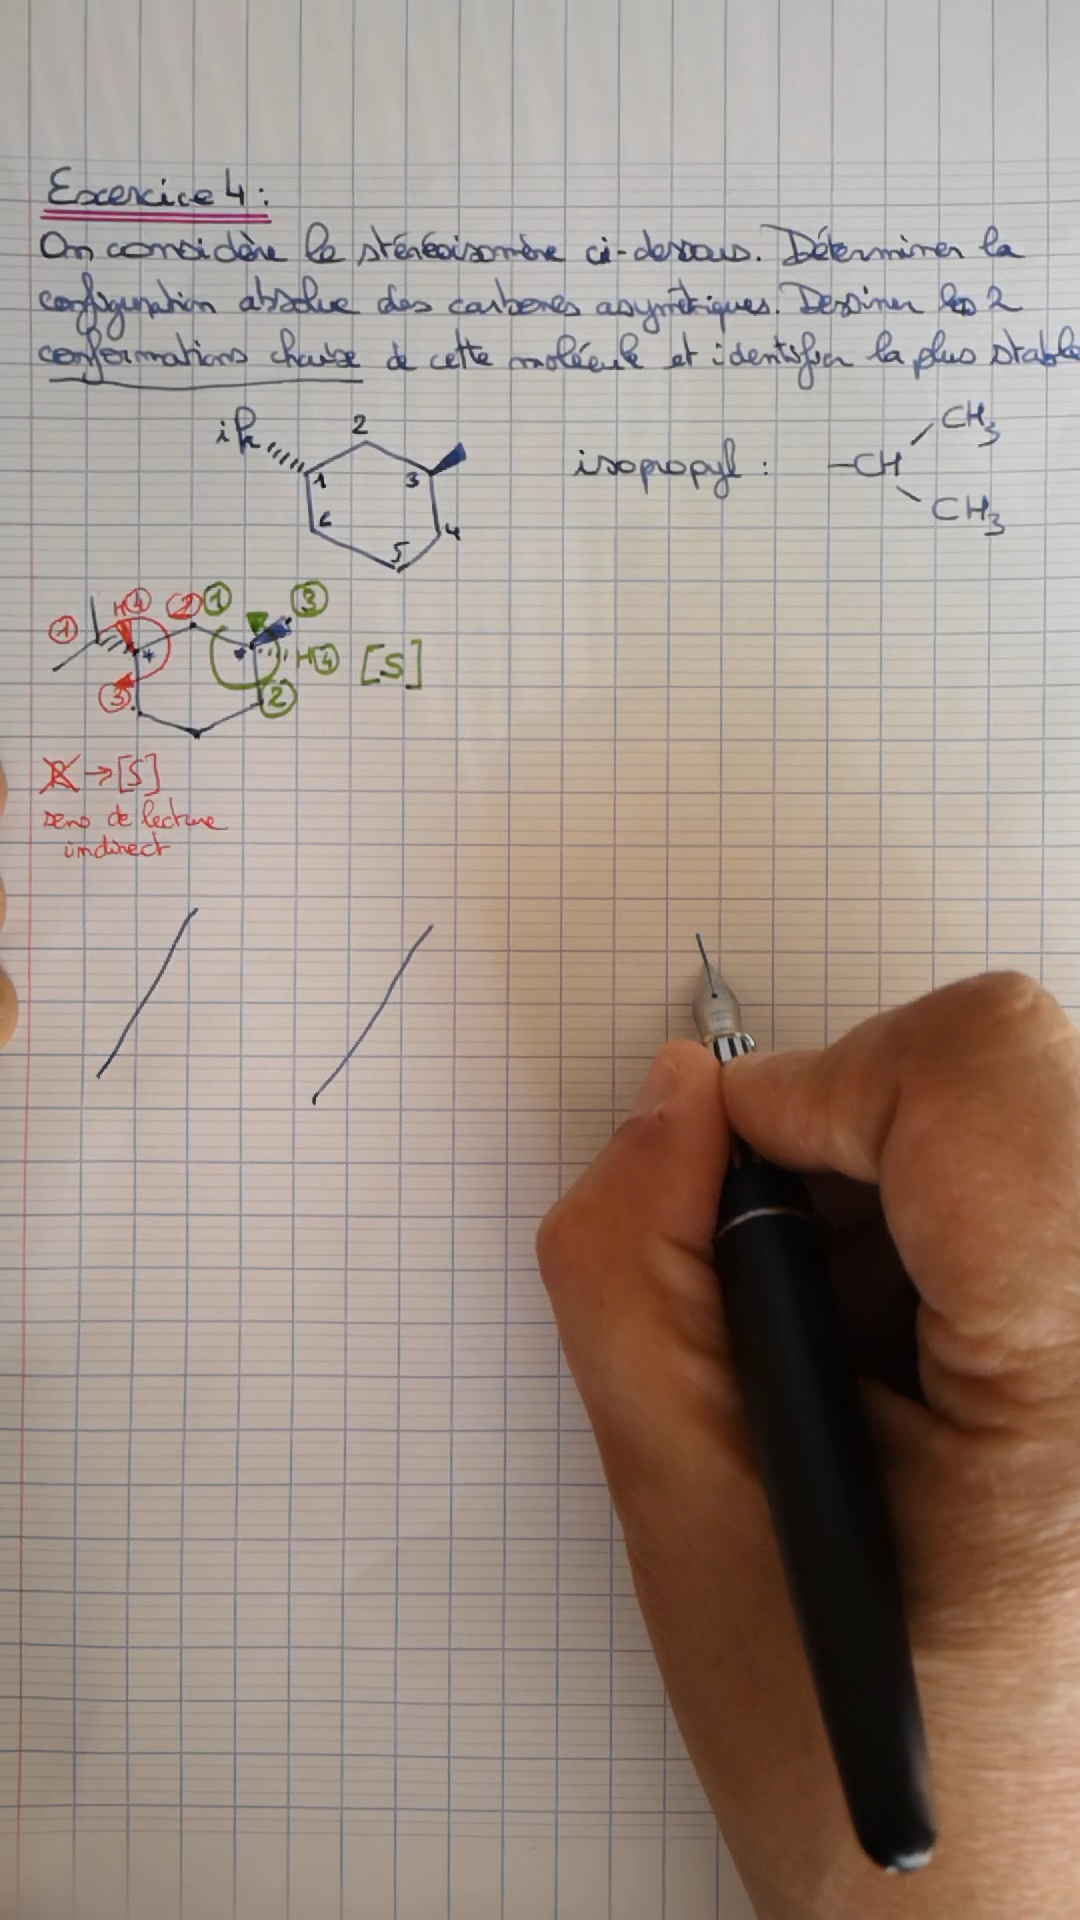 Exercice 4 :
On considère le stéréoisomère ci-dessous. Déterminer la
configuration absolue des carbones asymétriques. Dessiner les 2
conformations chaise de cette molécule et identifier la plus stable
iPr 2 1 3 6 4 5
isopropyl : -CH CH3 CH3
1 H 4 2 1 3
* * H 4 [S]
3 2
R → [S]
sens de lecture
indirect